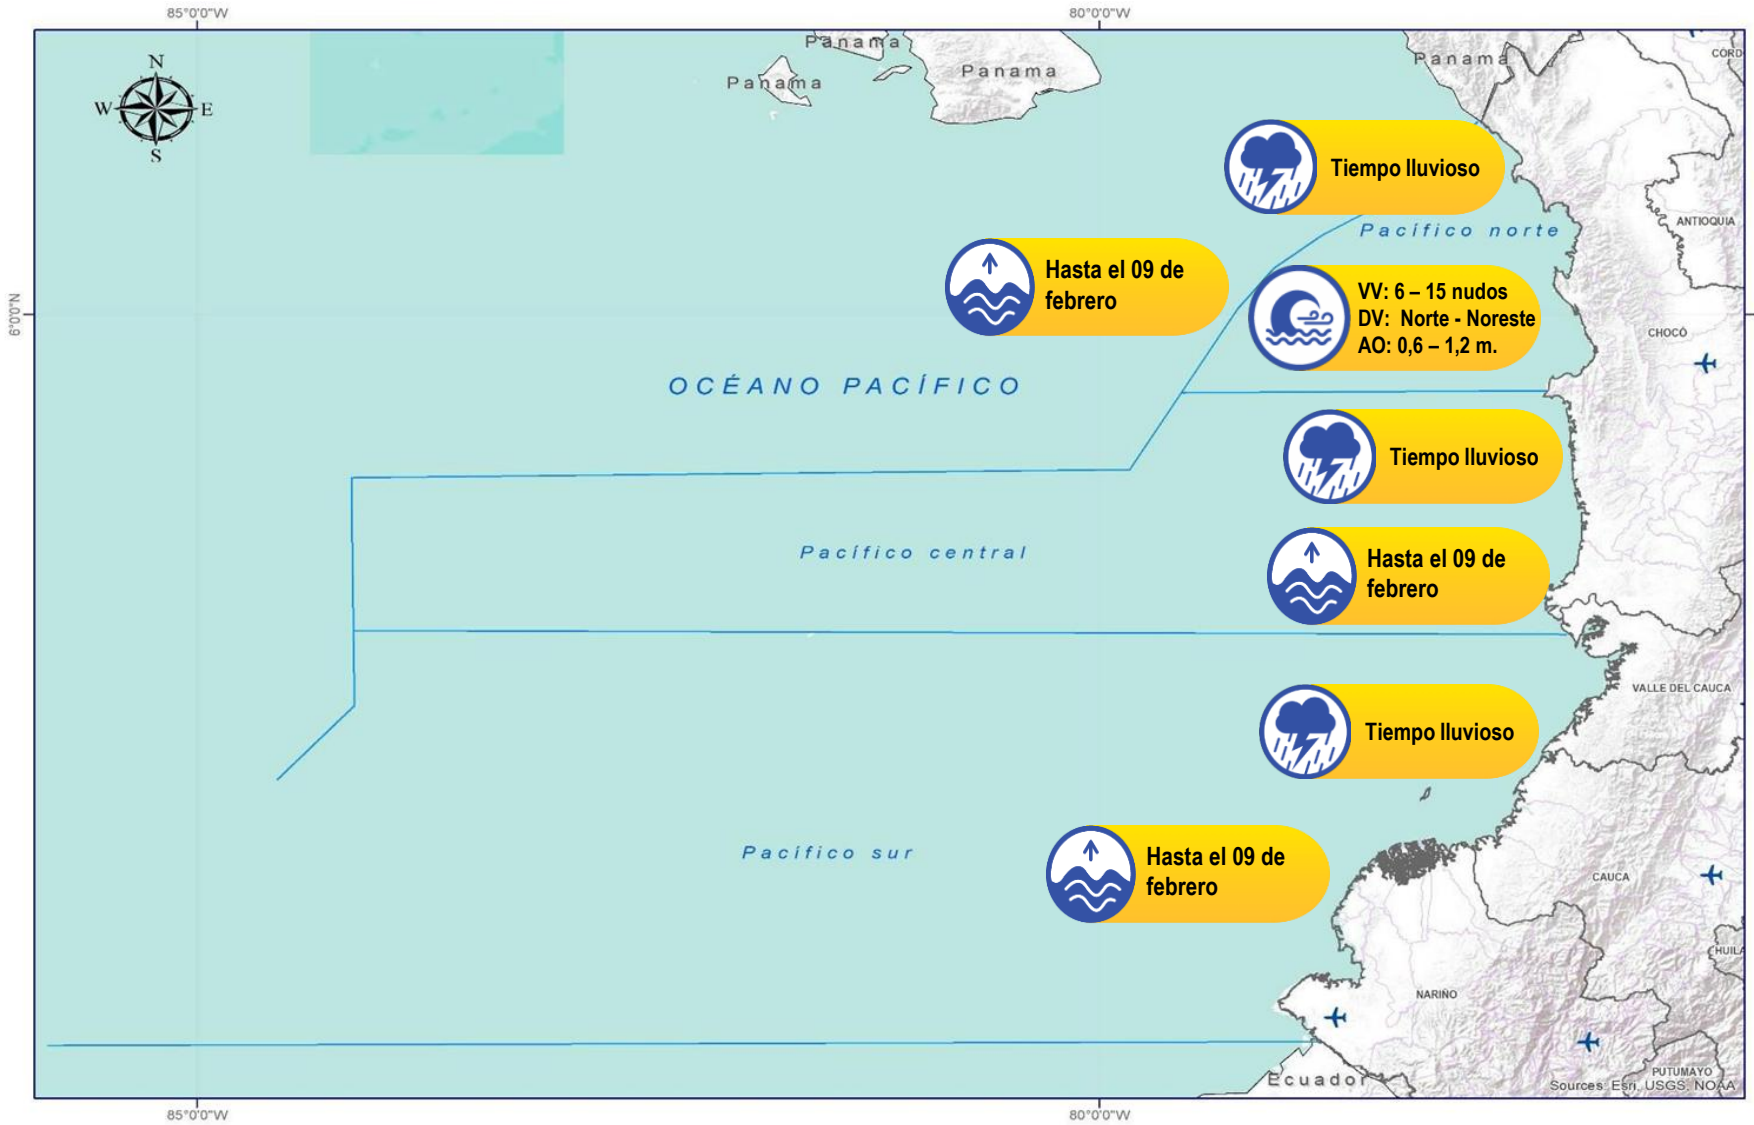 85°0'0"W
80°0'0"W
N
W
E
S
Panama
Panama
Panama
Panama
CÓRD
Tiempo lluvioso
ANTIOQUIA
Pacífico norte
Hasta el 09 de
febrero
VV: 6 – 15 nudos
DV: Norte - Noreste
AO: 0,6 – 1,2 m.
6°0'0"N
CHOCÓ
OCÉANO PACÍFICO
Tiempo lluvioso
Pacífico central
Hasta el 09 de
febrero
VALLE DEL CAUCA
Tiempo lluvioso
Pacífico sur
Hasta el 09 de
febrero
CAUCA
HUILA
NARIÑO
PUTUMAYO
Ecuador
Sources: Esri, USGS, NOAA
85°0'0"W
80°0'0"W